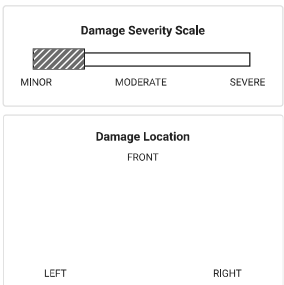 Damage Severity Scale
MINOR MODERATE SEVERE
Damage Location
FRONT
LEFT RIGHT